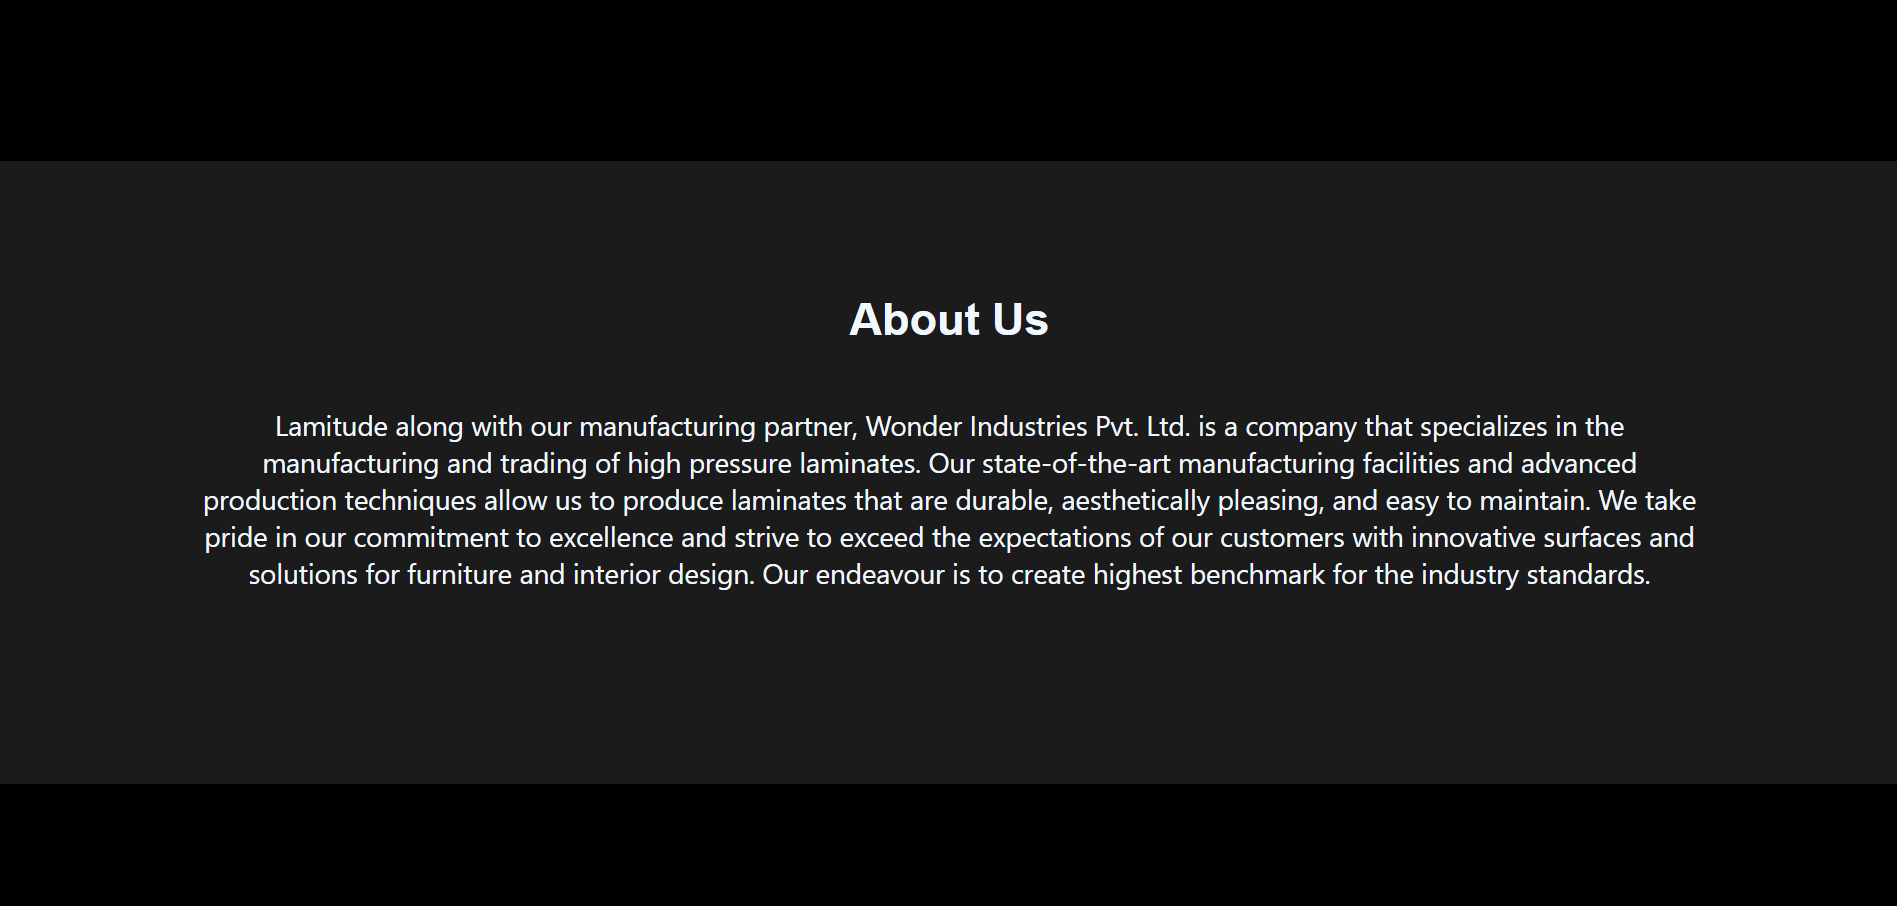 About Us
Lamitude along with our manufacturing partner, Wonder Industries Pvt. Ltd. is a company that specializes in the
manufacturing and trading of high pressure laminates. Our state-of-the-art manufacturing facilities and advanced
production techniques allow us to produce laminates that are durable, aesthetically pleasing, and easy to maintain. We take
pride in our commitment to excellence and strive to exceed the expectations of our customers with innovative surfaces and
solutions for furniture and interior design. Our endeavour is to create highest benchmark for the industry standards.